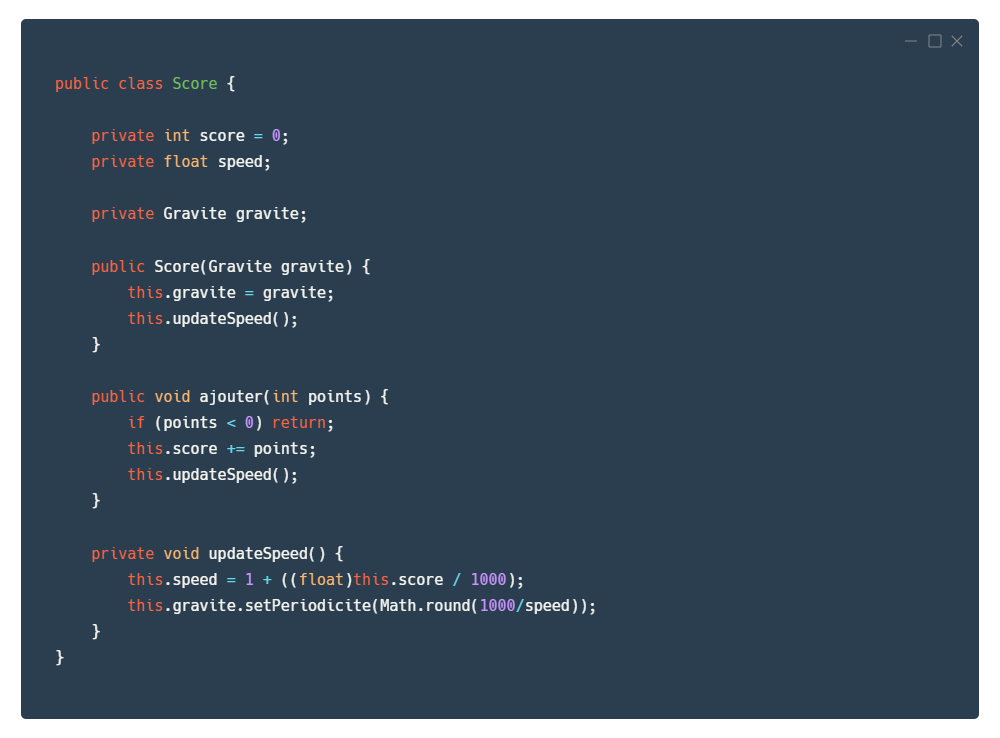 public class Score {
    private int score = 0;
    private float speed;
    private Gravite gravite;
    public Score(Gravite gravite) {
        this.gravite = gravite;
        this.updateSpeed();
    }
    public void ajouter(int points) {
        if (points < 0) return;
        this.score += points;
        this.updateSpeed();
    }
    private void updateSpeed() {
        this.speed = 1 + ((float)this.score / 1000);
        this.gravite.setPeriodicite(Math.round(1000/speed));
    }
}